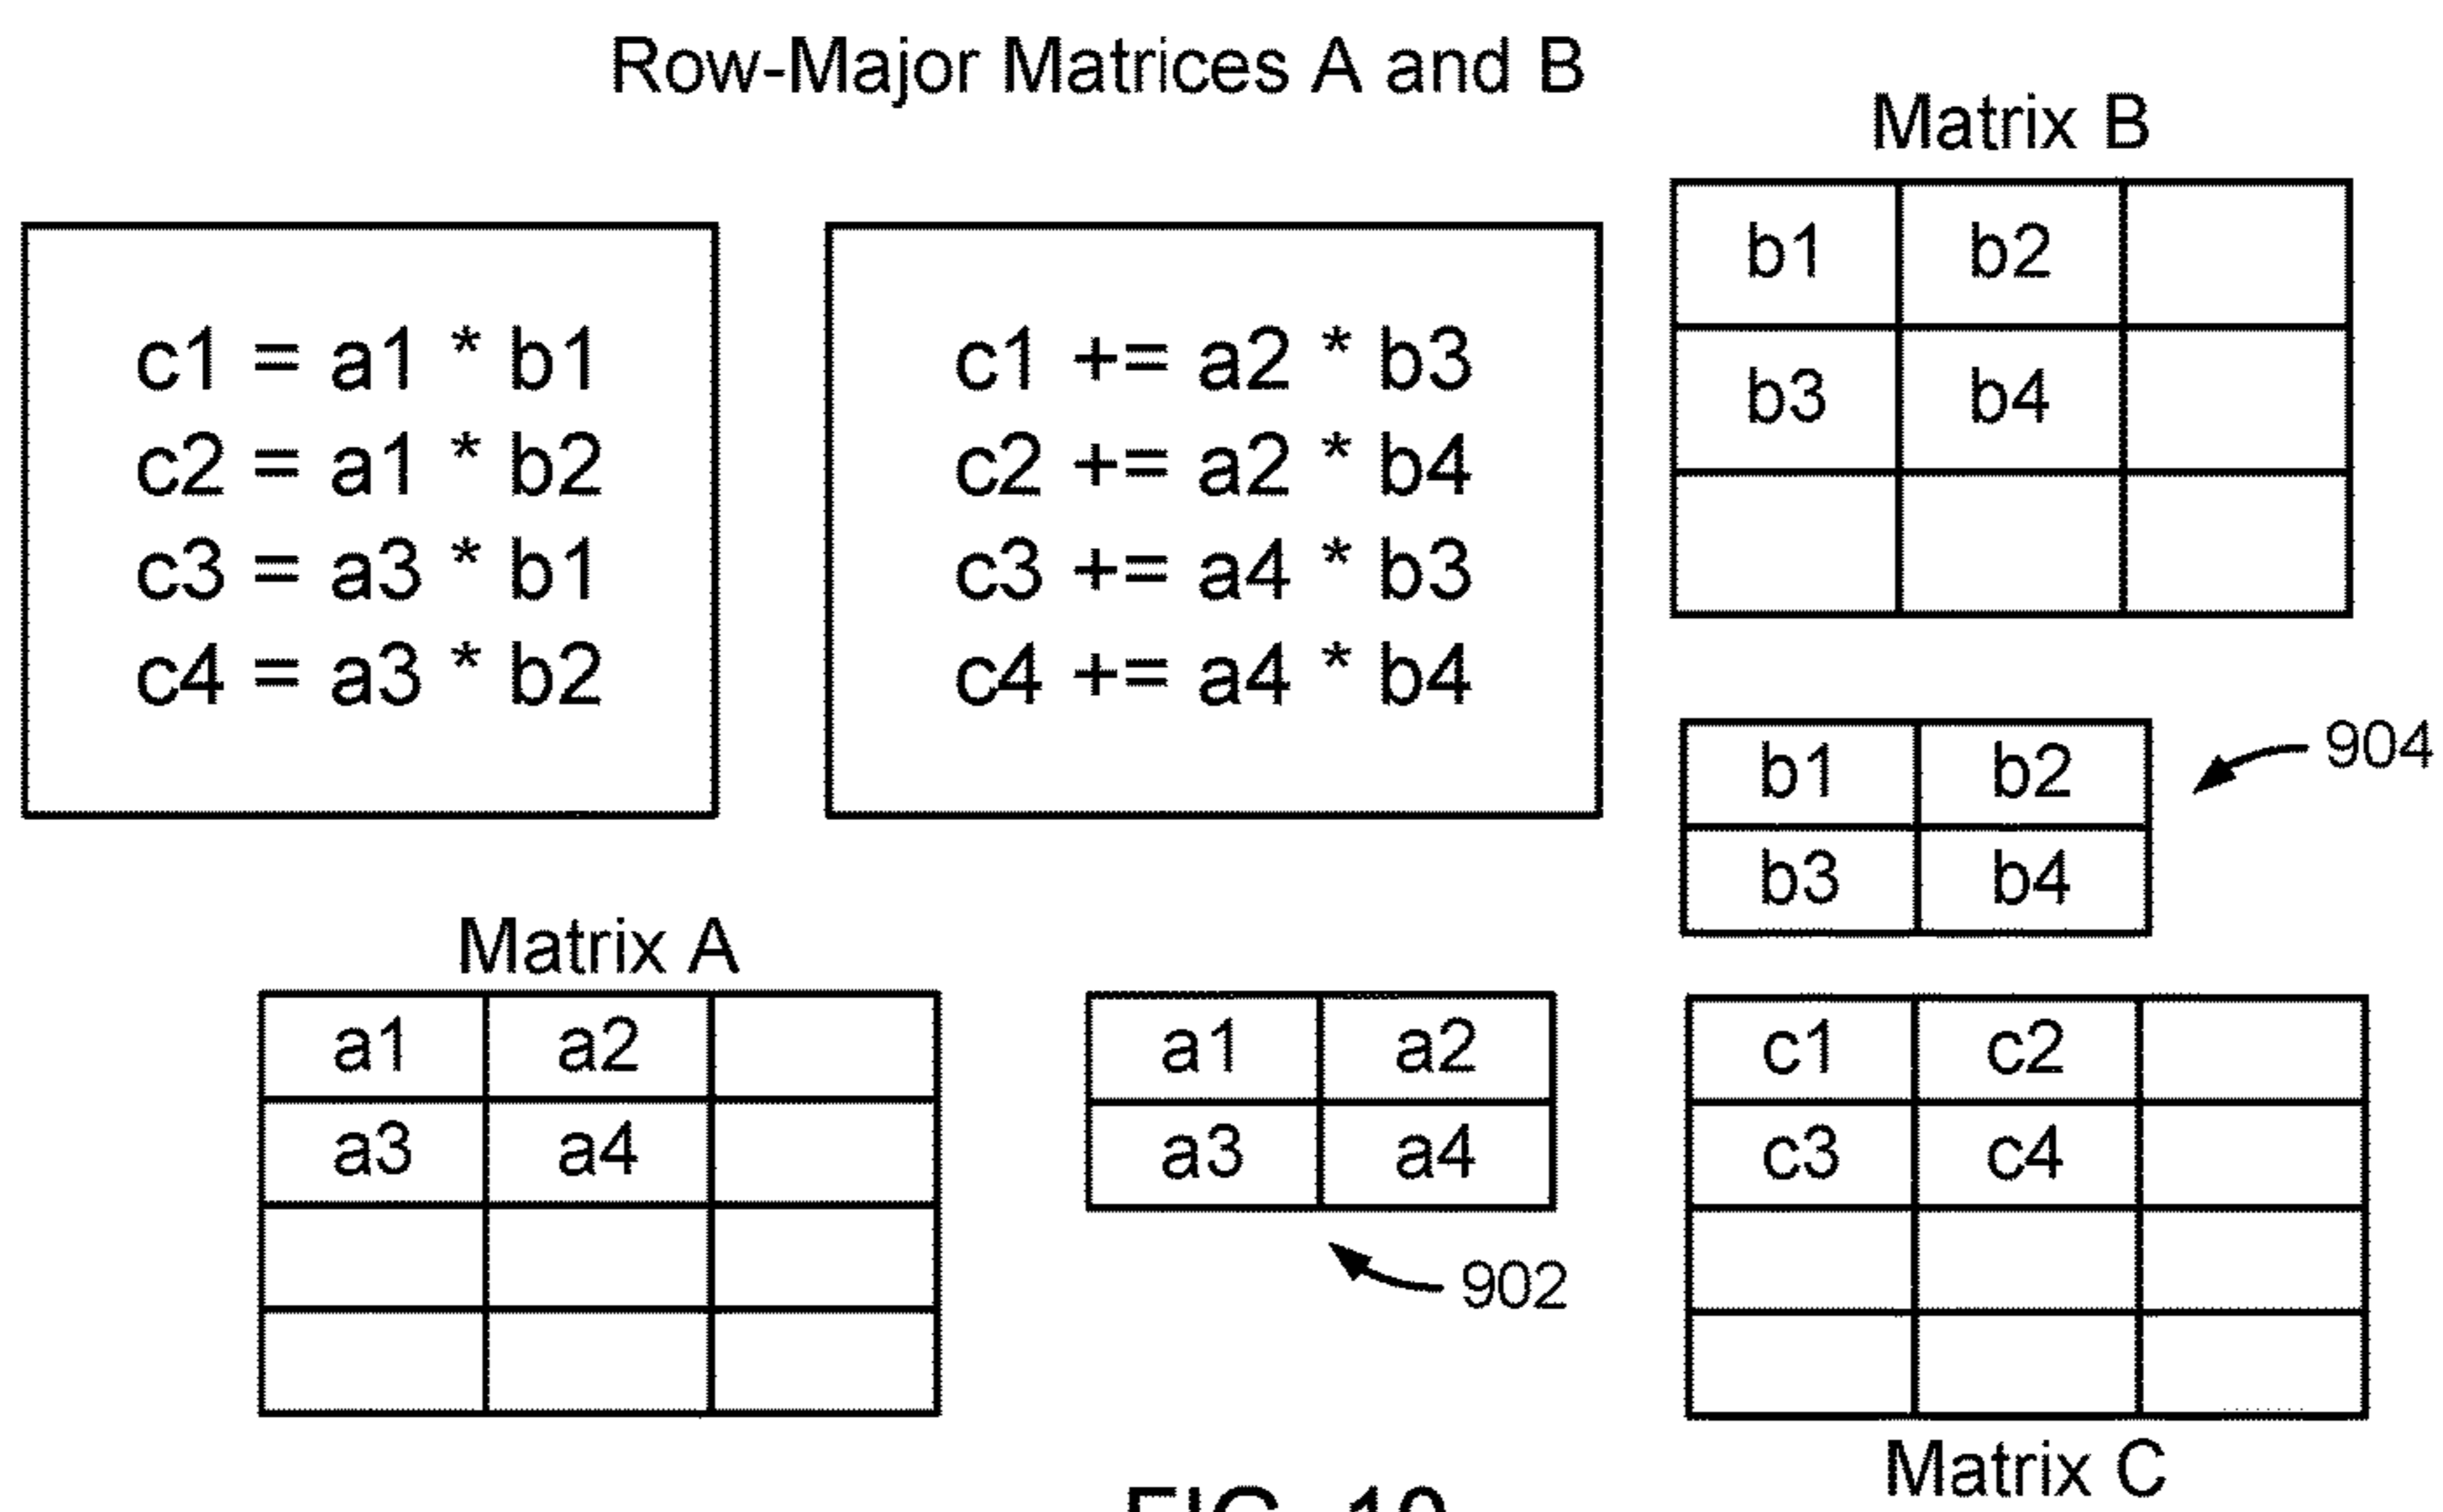 Row-Major Matrices A and B
c1 = a1 * b1
c2 = a1 * b2
c3 = a3 * b1
c4 = a3 * b2
c1 += a2 * b3
c2 += a2 * b4
c3 += a4 * b3
c4 += a4 * b4
Matrix B
b1 b2
b3 b4
b1 b2
b3 b4
904
Matrix A
a1 a2
a3 a4
a1 a2
a3 a4
902
c1 c2
c3 c4
Matrix C
FIG. 10